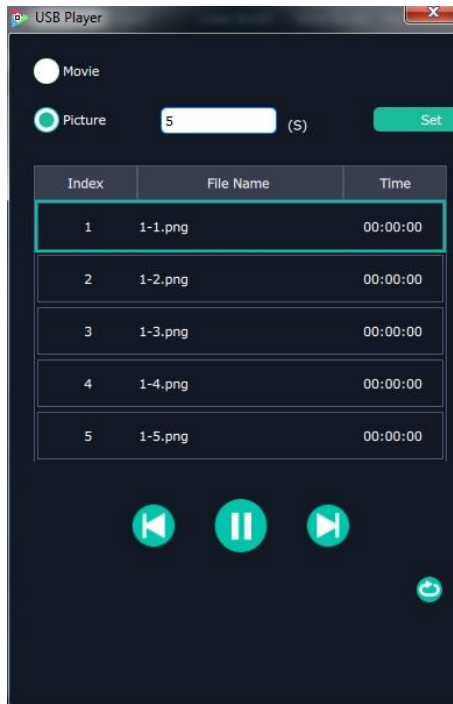 USB Player
Movie
Picture 5 (S) Set
Index File Name Time
1 1-1.png 00:00:00
2 1-2.png 00:00:00
3 1-3.png 00:00:00
4 1-4.png 00:00:00
5 1-5.png 00:00:00